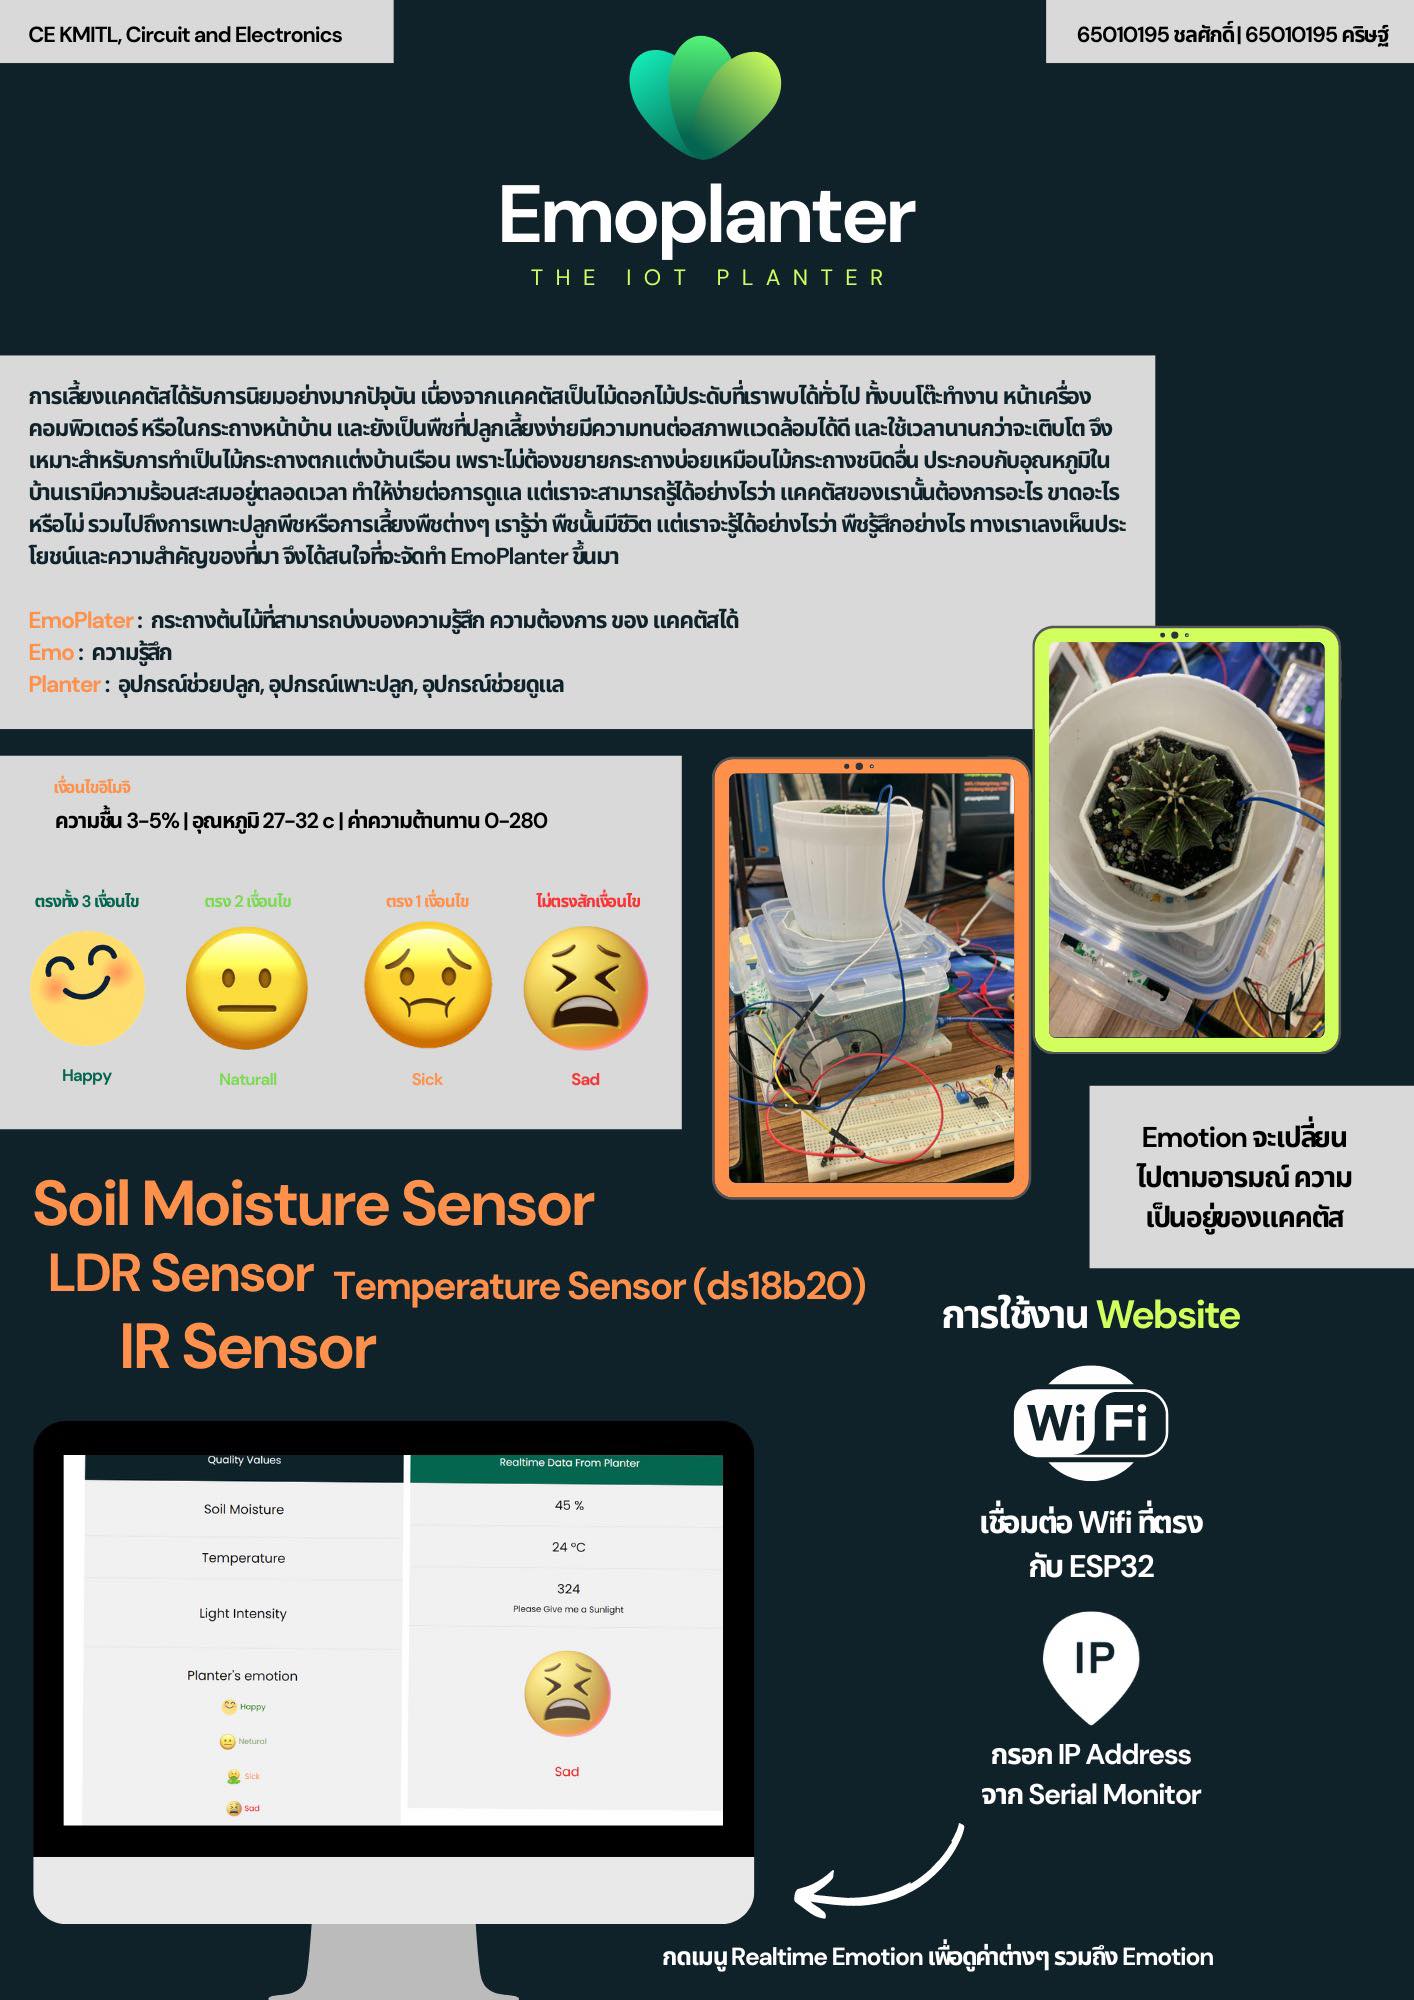 CE KMITL, Circuit and Electronics
65010195 ชลศักดิ์ | 65010195 คริษฐ์
Emoplanter
THE IOT PLANTER
การเลี้ยงแคคตัสได้รับการนิยมอย่างมากปัจุบัน เนื่องจากแคคตัสเป็นไม้ดอกไม้ประดับที่เราพบได้ทั่วไป ทั้งบนโต๊ะทำงาน หน้าเครื่อง
คอมพิวเตอร์ หรือในกระถางหน้าบ้าน และยังเป็นพืชที่ปลูกเลี้ยงง่ายมีความทนต่อสภาพแวดล้อมได้ดี และใช้เวลานานกว่าจะเติบโต จึง
เหมาะสำหรับการทำเป็นไม้กระถางตกแต่งบ้านเรือน เพราะไม่ต้องขยายกระถางบ่อยเหมือนไม้กระถางชนิดอื่น ประกอบกับอุณหภูมิใน
บ้านเรามีความร้อนสะสมอยู่ตลอดเวลา ทำให้ง่ายต่อการดูแล แต่เราจะสามารถรู้ได้อย่างไรว่า แคคตัสของเรานั้นต้องการอะไร ขาดอะไร
หรือไม่ รวมไปถึงการเพาะปลูกพืชหรือการเลี้ยงพืชต่างๆ เรารู้ว่า พืชนั้นมีชีวิต แต่เราจะรู้ได้อย่างไรว่า พืชรู้สึกอย่างไร ทางเราเลงเห็นประ
โยชน์และความสำคัญของที่มา จึงได้สนใจที่จะจัดทำ EmoPlanter ขึ้นมา
EmoPlater : กระถางต้นไม้ที่สามารถบ่งบองความรู้สึก ความต้องการ ของ แคคตัสได้
Emo : ความรู้สึก
Planter : อุปกรณ์ช่วยปลูก, อุปกรณ์เพาะปลูก, อุปกรณ์ช่วยดูแล
เงื่อนไขอิโมจิ
ความชื้น 3-5% | อุณหภูมิ 27-32 c | ค่าความต้านทาน 0-280
ตรงทั้ง 3 เงื่อนไข
ตรง 2 เงื่อนไข
ตรง 1 เงื่อนไข
ไม่ตรงสักเงื่อนไข
Happy
Naturall
Sick
Sad
Emotion จะเปลี่ยน
ไปตามอารมณ์ ความ
เป็นอยู่ของแคคตัส
Soil Moisture Sensor
LDR Sensor
Temperature Sensor (ds18b20)
IR Sensor
การใช้งาน Website
WiFi
เชื่อมต่อ Wifi ที่ตรง
กับ ESP32
IP
กรอก IP Address
จาก Serial Monitor
Quality Values
Realtime Data From Planter
Soil Moisture
45 %
Temperature
24 °C
Light Intensity
324
Please Give me a Sunlight
Planter's emotion
Happy
Netural
Sick
Sad
Sad
กดเมนู Realtime Emotion เพื่อดูค่าต่างๆ รวมถึง Emotion